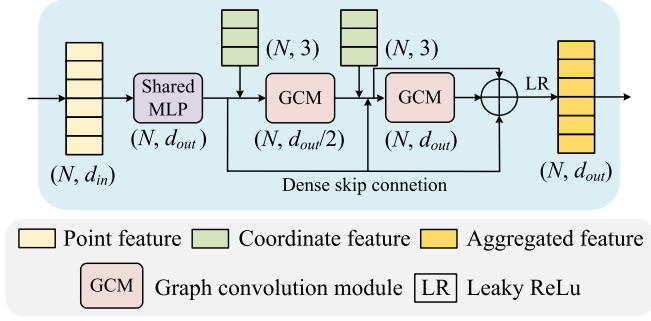 (N, 3)
(N, 3)
Shared
MLP
GCM
GCM
LR
(N, d_in)
(N, d_out)
(N, d_out/2)
(N, d_out)
(N, d_out)
Dense skip connetion
Point feature
Coordinate feature
Aggregated feature
GCM
Graph convolution module
LR
Leaky ReLu